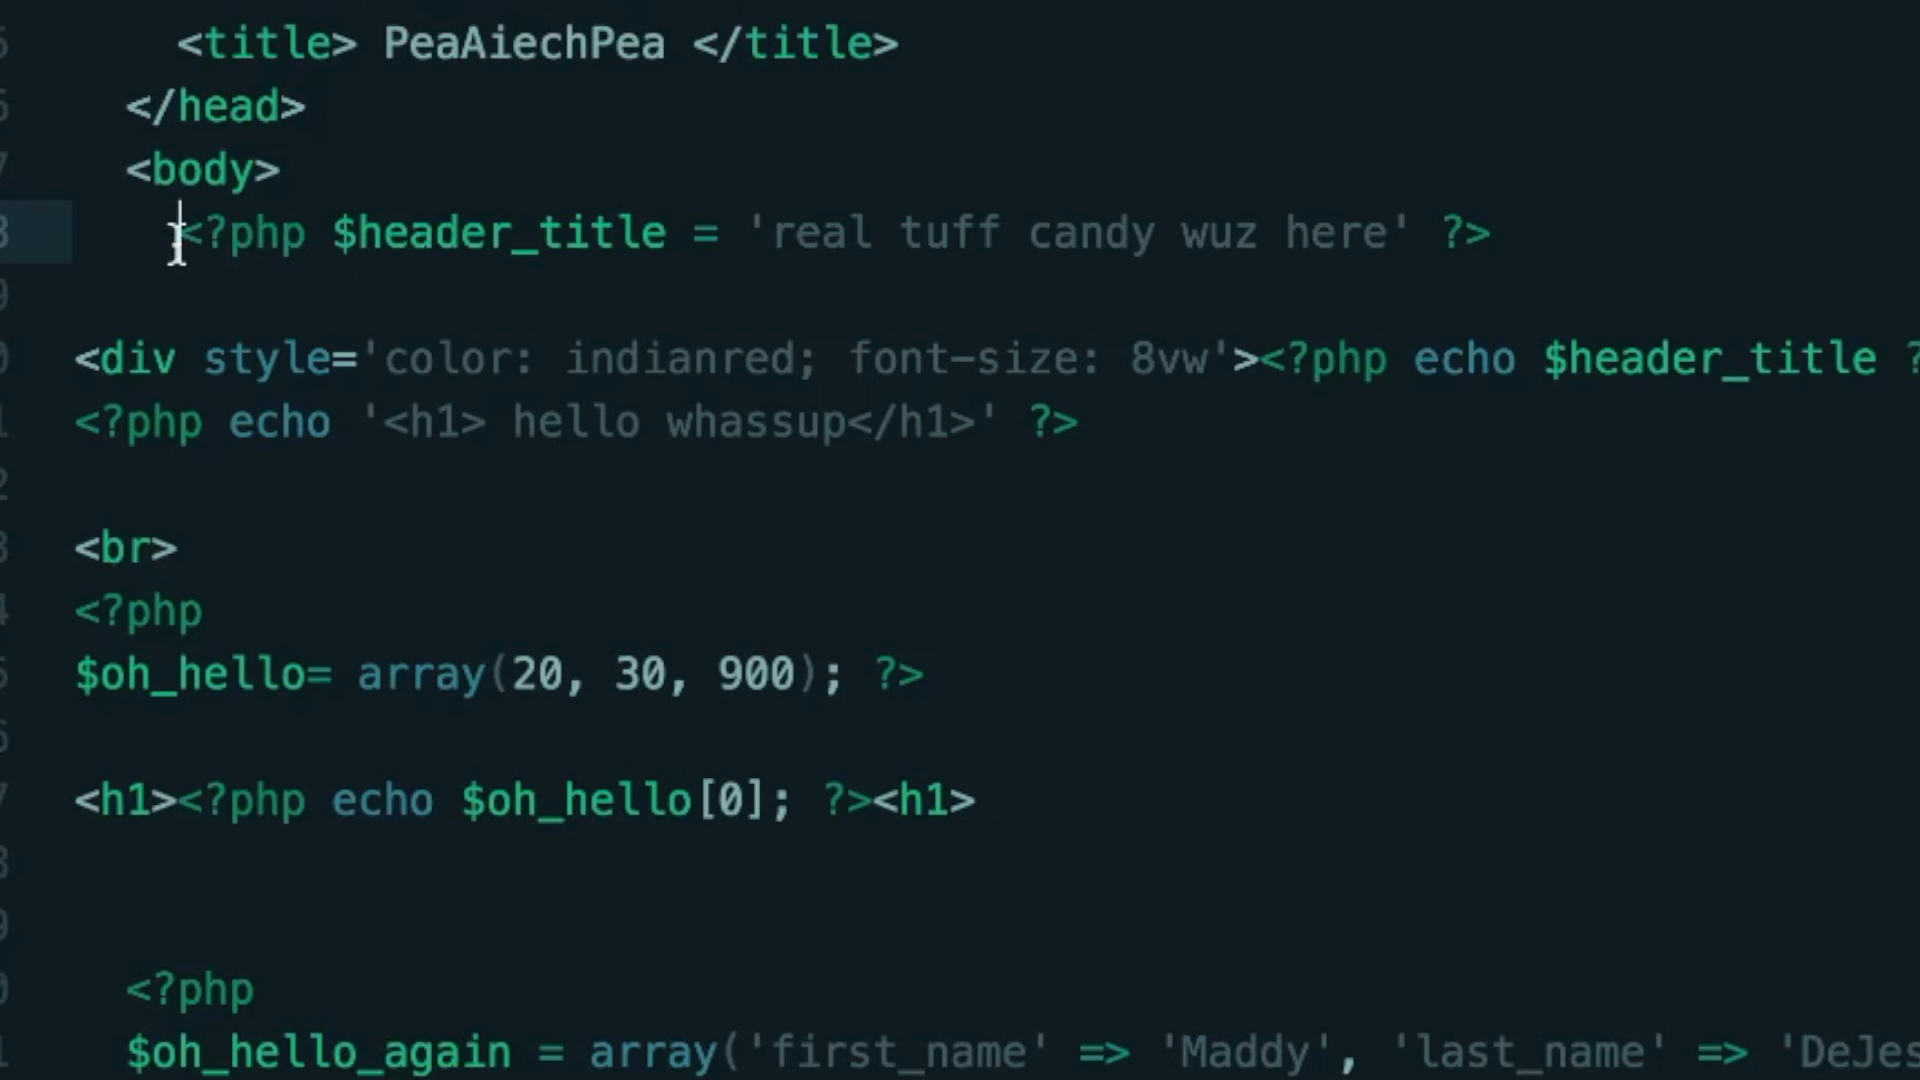 <title> PeaAiechPea </title>
</head>
<body>
<?php $header_title = 'real tuff candy wuz here' ?>
<div style='color: indianred; font-size: 8vw'><?php echo $header_title ?
<?php echo '<h1> hello whassup</h1>' ?>
<br>
<?php
$oh_hello= array(20, 30, 900); ?>
<h1><?php echo $oh_hello[0]; ?><h1>
<?php
$oh_hello_again = array('first_name' => 'Maddy', 'last_name' => 'DeJes